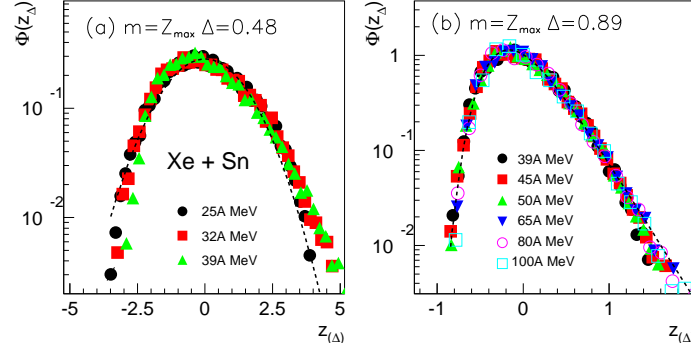 Φ(z_Δ)
(a) m=Z_max Δ=0.48
10^-1
10^-2
Xe + Sn
25A MeV
32A MeV
39A MeV
-5 -2.5 0 2.5 5
z_(Δ)
Φ(z_Δ)
(b) m=Z_max Δ=0.89
1
10^-1
10^-2
39A MeV
45A MeV
50A MeV
65A MeV
80A MeV
100A MeV
-1 0 1
z_(Δ)